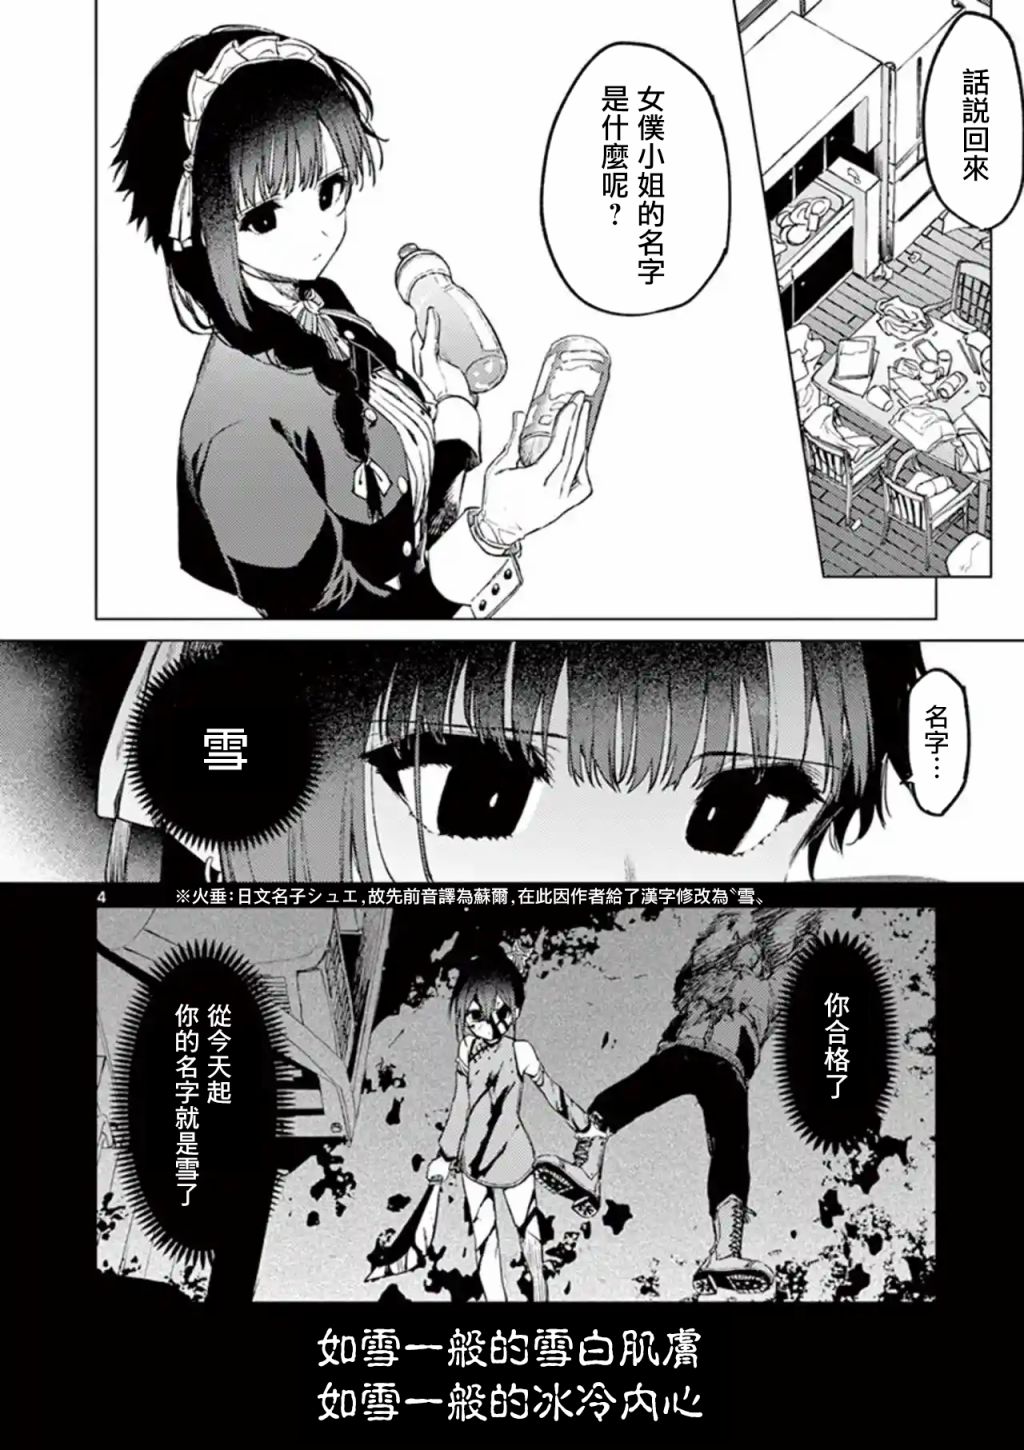 話説回來
女僕小姐的名字
是什麼呢?
名字…
雪
4
※火垂:日文名子シュエ,故先前音譯為蘇爾,在此因作者給了漢字修改為〝雪〟
你合格了
從今天起
你的名字就是雪了
如雪一般的雪白肌膚
如雪一般的冰冷內心